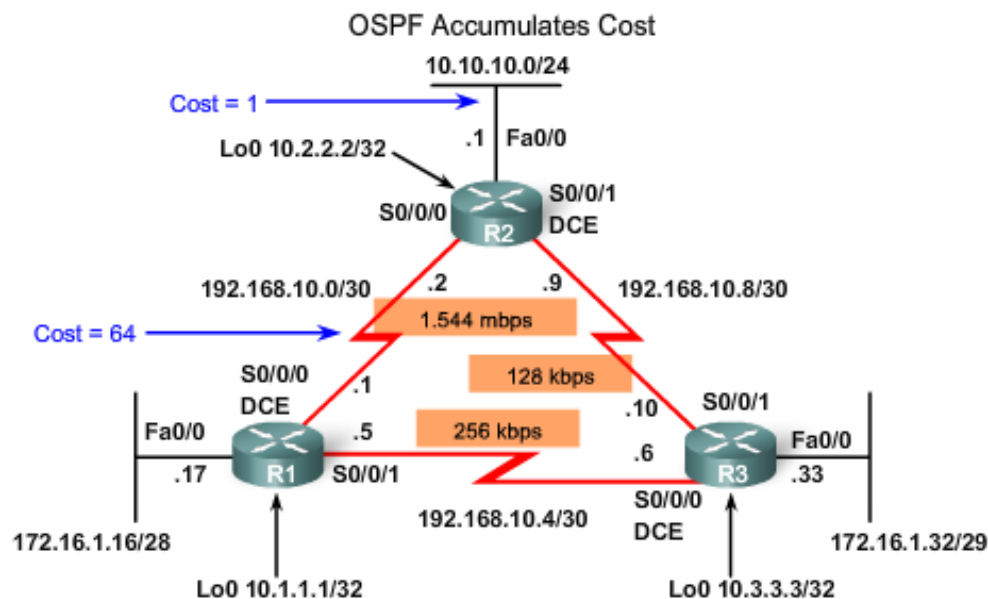 OSPF Accumulates Cost
10.10.10.0/24
Cost = 1
.1
Fa0/0
Lo0 10.2.2.2/32
S0/0/0
S0/0/1
DCE
R2
192.168.10.0/30
.2
.9
192.168.10.8/30
1.544 mbps
Cost = 64
128 kbps
S0/0/0
DCE
.1
.10
S0/0/1
Fa0/0
.5
256 kbps
.6
Fa0/0
.17
R1
S0/0/1
R3
.33
S0/0/0
DCE
192.168.10.4/30
172.16.1.16/28
172.16.1.32/29
Lo0 10.1.1.1/32
Lo0 10.3.3.3/32